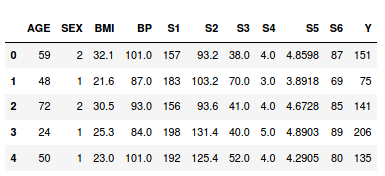 AGE SEX BMI BP S1 S2 S3 S4 S5 S6 Y
0 59 2 32.1 101.0 157 93.2 38.0 4.0 4.8598 87 151
1 48 1 21.6 87.0 183 103.2 70.0 3.0 3.8918 69 75
2 72 2 30.5 93.0 156 93.6 41.0 4.0 4.6728 85 141
3 24 1 25.3 84.0 198 131.4 40.0 5.0 4.8903 89 206
4 50 1 23.0 101.0 192 125.4 52.0 4.0 4.2905 80 135